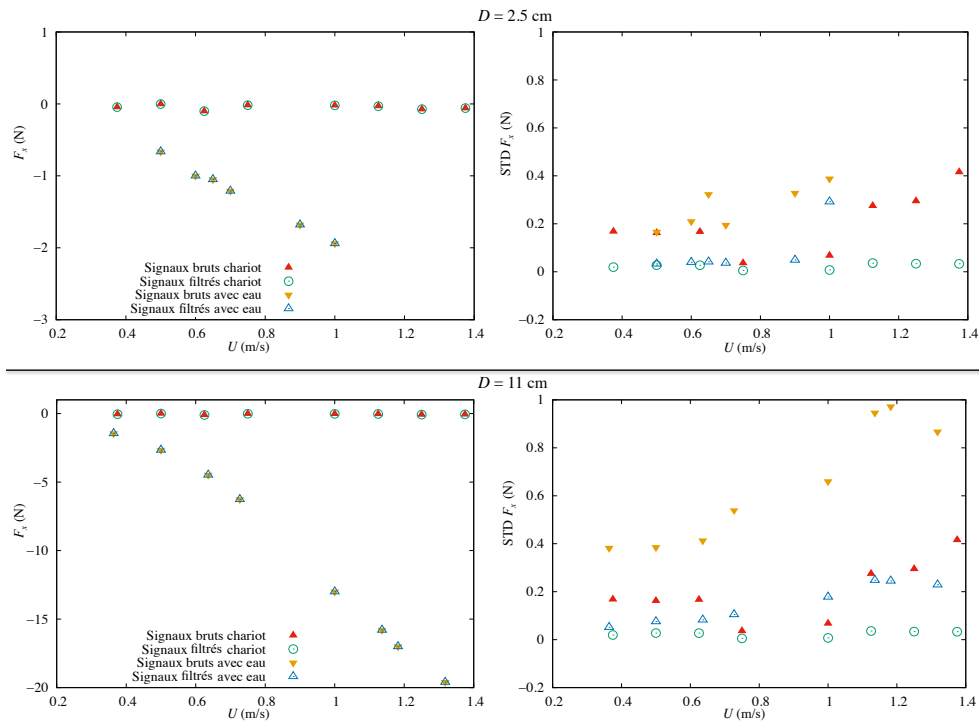 D = 2.5 cm
1
0
−1
−2
−3
F_x (N)
Signaux bruts chariot
Signaux filtrés chariot
Signaux bruts avec eau
Signaux filtrés avec eau
0.2 0.4 0.6 0.8 1 1.2 1.4
U (m/s)
1
0.8
0.6
0.4
0.2
0
−0.2
STD F_x (N)
0.2 0.4 0.6 0.8 1 1.2 1.4
U (m/s)
D = 11 cm
0
−5
−10
−15
−20
F_x (N)
Signaux bruts chariot
Signaux filtrés chariot
Signaux bruts avec eau
Signaux filtrés avec eau
0.2 0.4 0.6 0.8 1 1.2 1.4
U (m/s)
1
0.8
0.6
0.4
0.2
0
−0.2
STD F_x (N)
0.2 0.4 0.6 0.8 1 1.2 1.4
U (m/s)